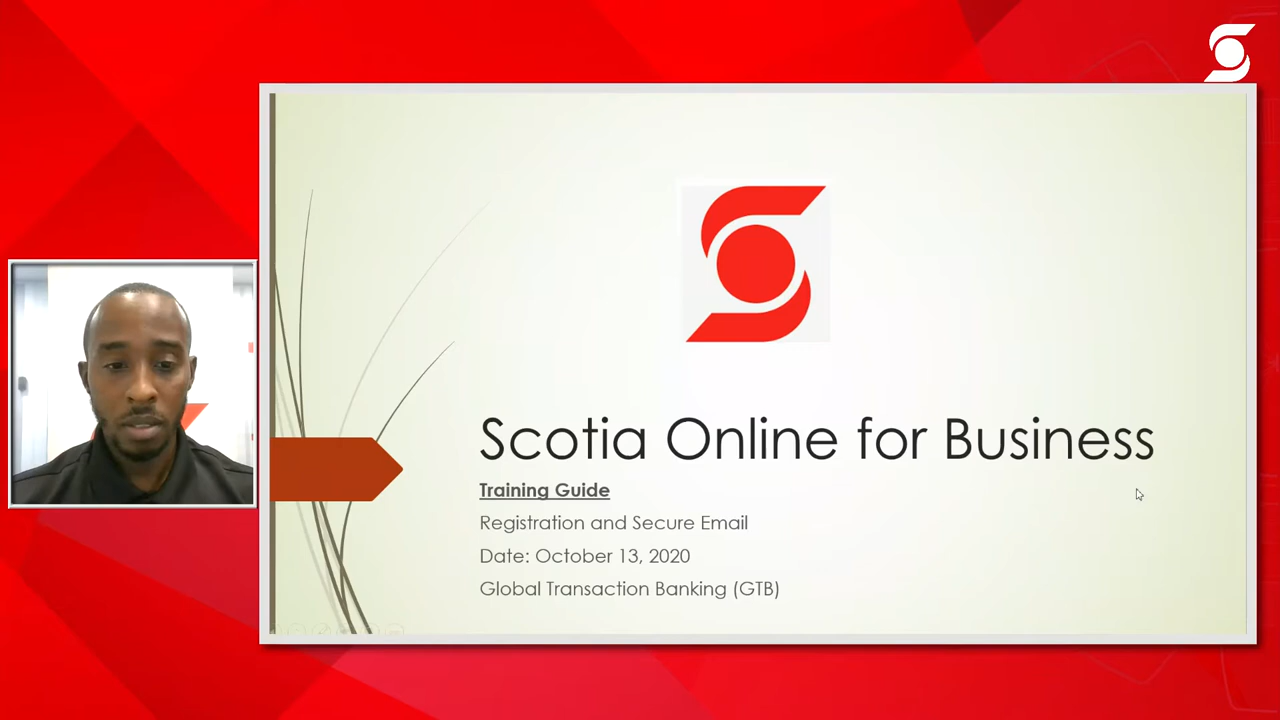 Scotia Online for Business
Training Guide
Registration and Secure Email
Date: October 13, 2020
Global Transaction Banking (GTB)